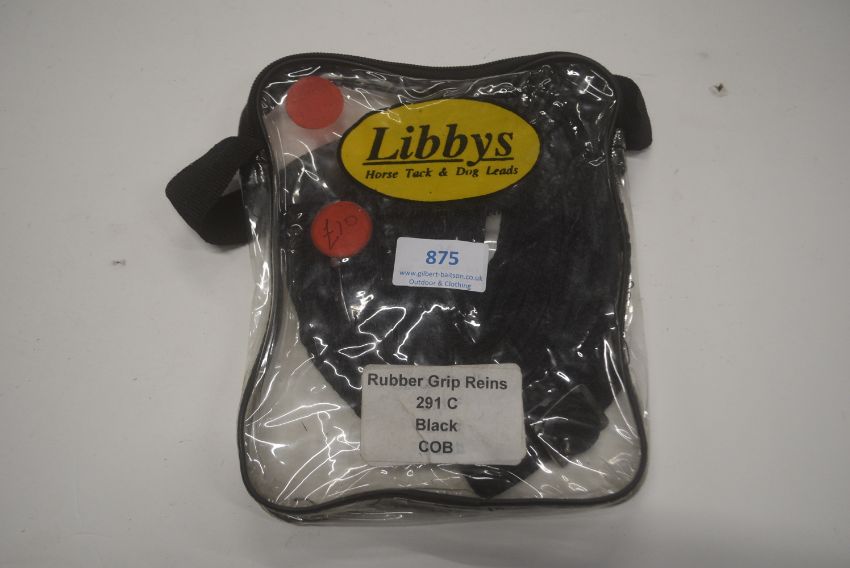 Libbys
Horse Tack & Dog Leads
£10
875
www.gilbert-baitson.co.uk
Outdoor & Clothing
Rubber Grip Reins
291 C
Black
COB